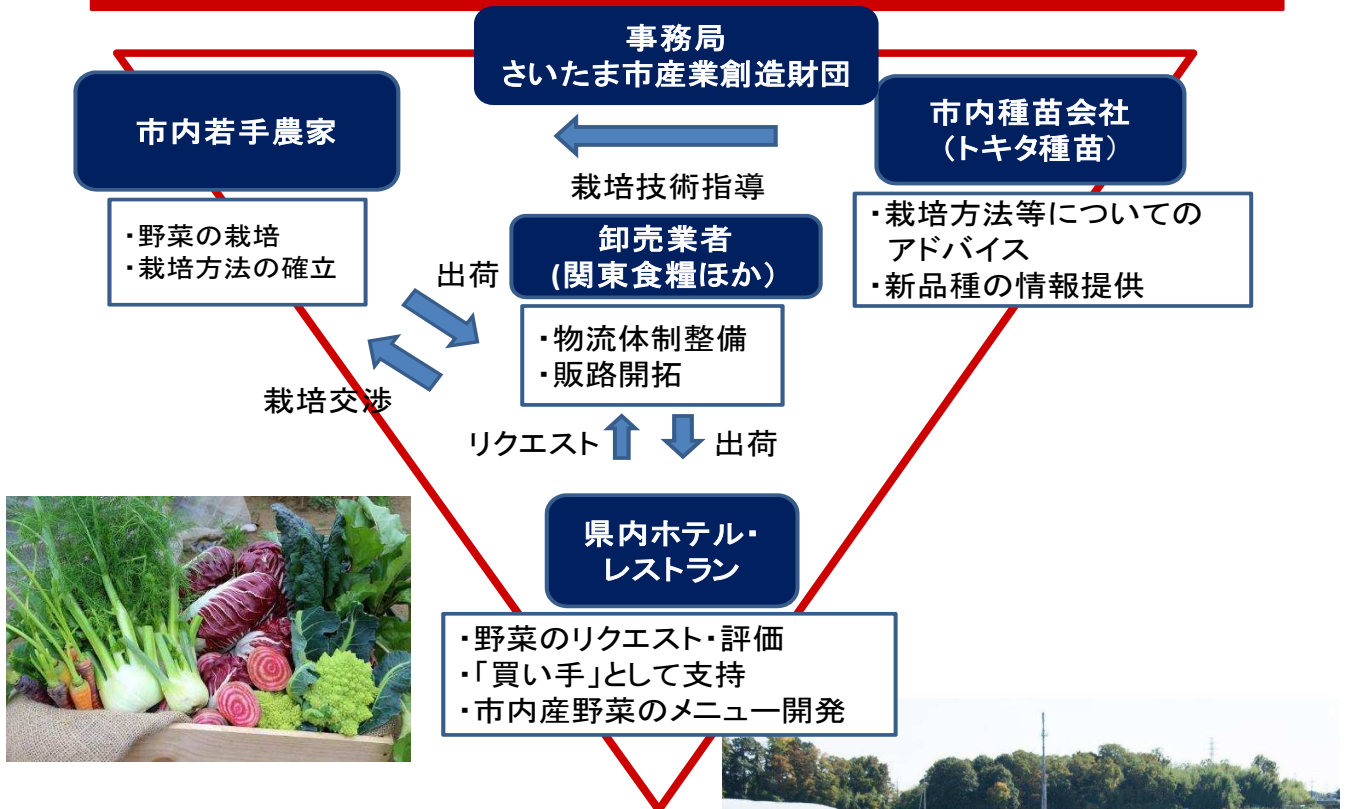 事務局
さいたま市産業創造財団
市内若手農家
・野菜の栽培
・栽培方法の確立
市内種苗会社
(トキタ種苗)
・栽培方法等についての
アドバイス
・新品種の情報提供
栽培技術指導
卸売業者
(関東食糧ほか)
・物流体制整備
・販路開拓
出荷
栽培交渉
リクエスト
出荷
県内ホテル・
レストラン
・野菜のリクエスト・評価
・「買い手」として支持
・市内産野菜のメニュー開発